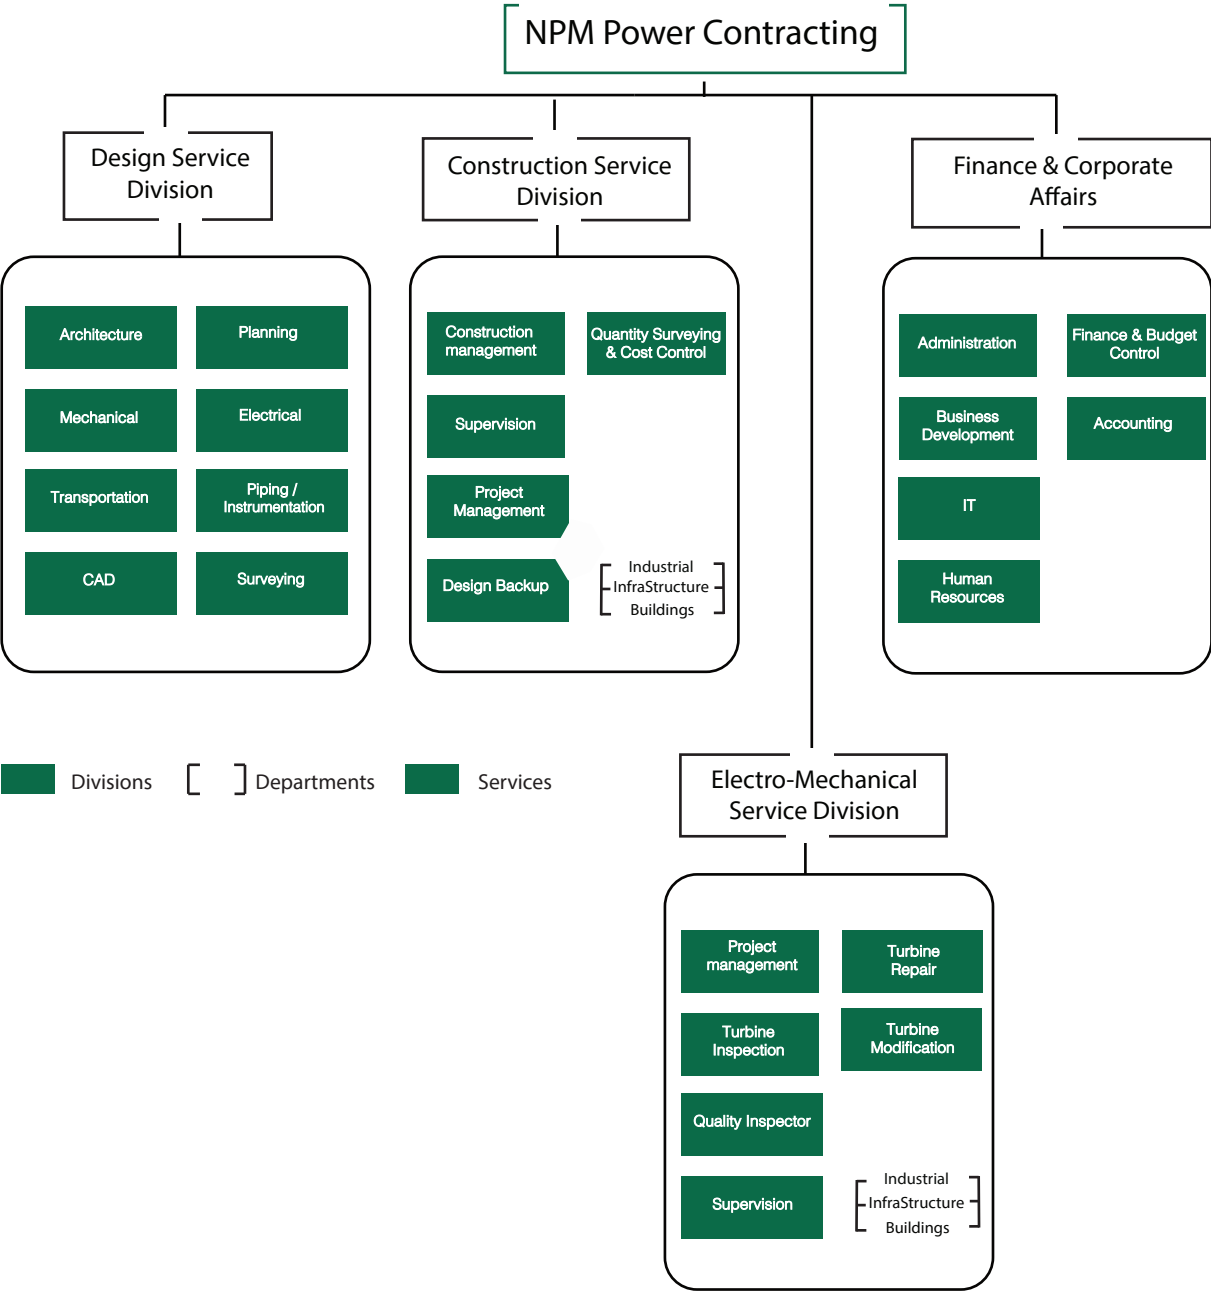 NPM Power Contracting
Design Service
Division
Construction Service
Division
Finance & Corporate
Affairs
Architecture
Planning
Mechanical
Electrical
Transportation
Piping /
Instrumentation
CAD
Surveying
Construction
management
Quantity Surveying
& Cost Control
Supervision
Project
Management
Design Backup
Industrial
InfraStructure
Buildings
Administration
Finance & Budget
Control
Business
Development
Accounting
IT
Human
Resources
Divisions
Departments
Services
Electro-Mechanical
Service Division
Project
management
Turbine
Repair
Turbine
Inspection
Turbine
Modification
Quality Inspector
Supervision
Industrial
InfraStructure
Buildings